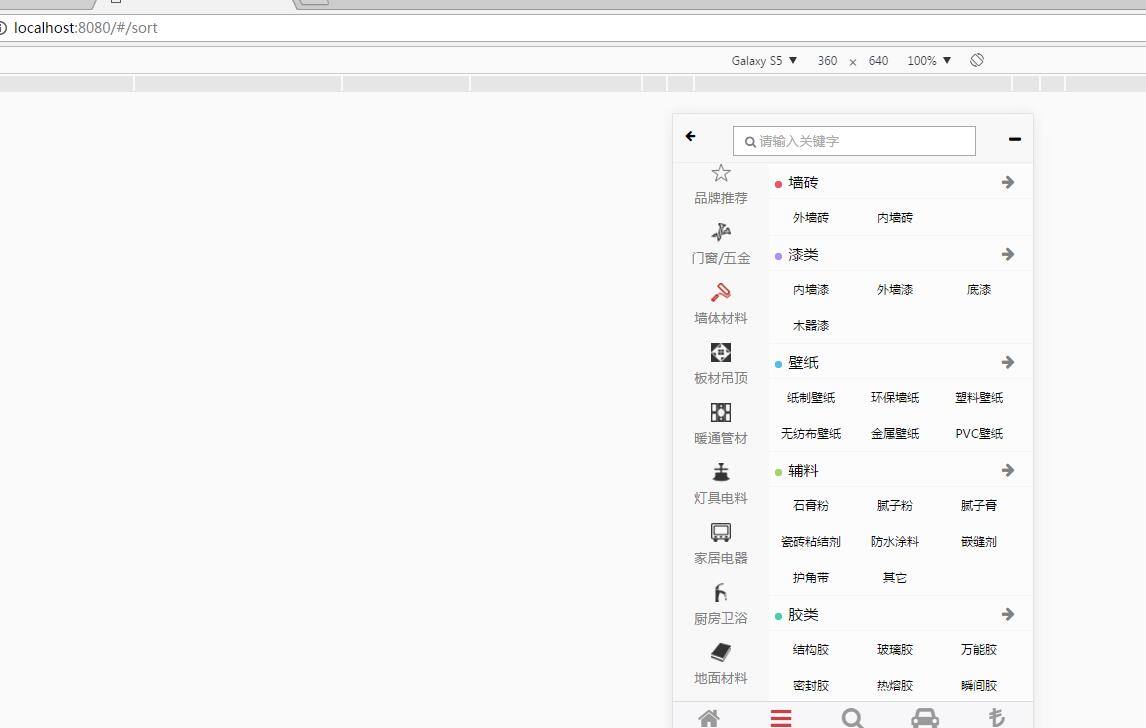 localhost:8080/#/sort
Galaxy S5 ▼ 360 × 640 100% ▼
请输入关键字
品牌推荐
门窗/五金
墙体材料
板材吊顶
暖通管材
灯具电料
家居电器
厨房卫浴
地面材料
墙砖
外墙砖 内墙砖
漆类
内墙漆 外墙漆 底漆
木器漆
壁纸
纸制壁纸 环保墙纸 塑料壁纸
无纺布壁纸 金属壁纸 PVC壁纸
辅料
石膏粉 腻子粉 腻子膏
瓷砖粘结剂 防水涂料 嵌缝剂
护角带 其它
胶类
结构胶 玻璃胶 万能胶
密封胶 热熔胶 瞬间胶